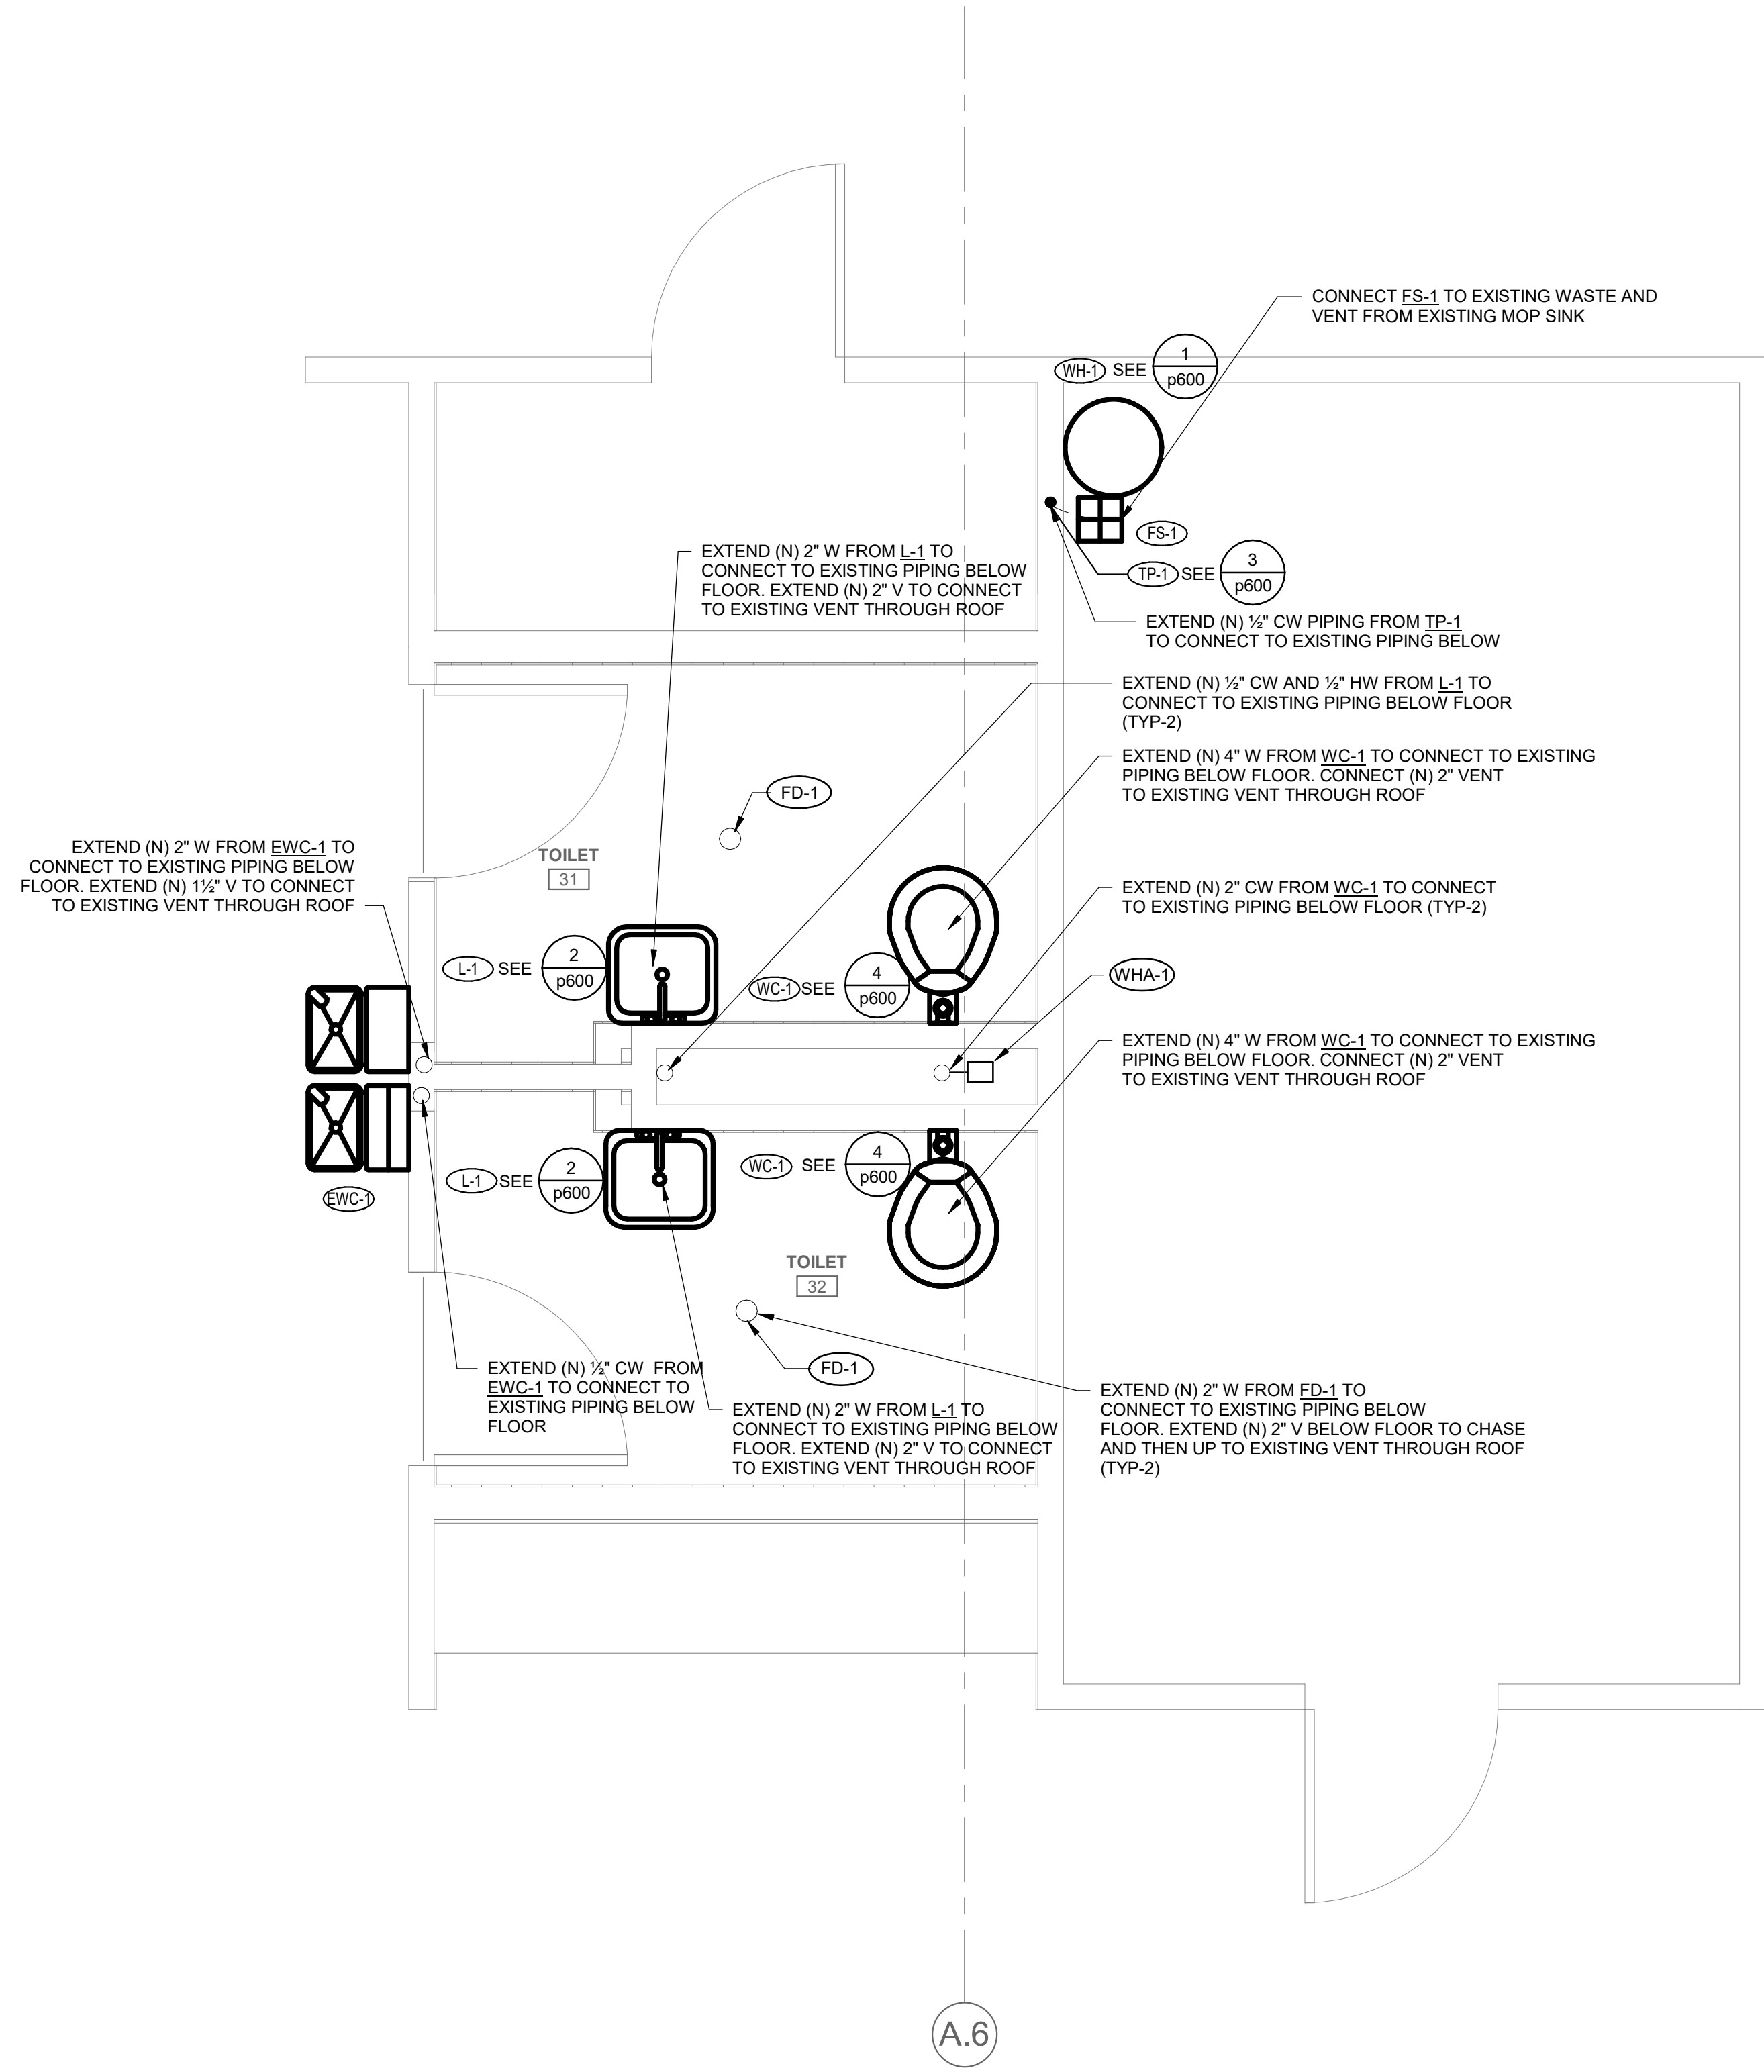 CONNECT FS-1 TO EXISTING WASTE AND
VENT FROM EXISTING MOP SINK
WH-1 SEE 1
p600
FS-1
TP-1 SEE 3
p600
EXTEND (N) ½" CW PIPING FROM TP-1
TO CONNECT TO EXISTING PIPING BELOW
EXTEND (N) 2" W FROM L-1 TO
CONNECT TO EXISTING PIPING BELOW
FLOOR. EXTEND (N) 2" V TO CONNECT
TO EXISTING VENT THROUGH ROOF
EXTEND (N) ½" CW AND ½" HW FROM L-1 TO
CONNECT TO EXISTING PIPING BELOW FLOOR
(TYP-2)
EXTEND (N) 4" W FROM WC-1 TO CONNECT TO EXISTING
PIPING BELOW FLOOR. CONNECT (N) 2" VENT
TO EXISTING VENT THROUGH ROOF
FD-1
TOILET
31
EXTEND (N) 2" W FROM EWC-1 TO
CONNECT TO EXISTING PIPING BELOW
FLOOR. EXTEND (N) 1½" V TO CONNECT
TO EXISTING VENT THROUGH ROOF
EXTEND (N) 2" CW FROM WC-1 TO CONNECT
TO EXISTING PIPING BELOW FLOOR (TYP-2)
L-1 SEE 2
p600
WC-1 SEE 4
p600
WHA-1
EXTEND (N) 4" W FROM WC-1 TO CONNECT TO EXISTING
PIPING BELOW FLOOR. CONNECT (N) 2" VENT
TO EXISTING VENT THROUGH ROOF
EWC-1
L-1 SEE 2
p600
WC-1 SEE 4
p600
TOILET
32
FD-1
EXTEND (N) ½" CW FROM
EWC-1 TO CONNECT TO
EXISTING PIPING BELOW
FLOOR
EXTEND (N) 2" W FROM L-1 TO
CONNECT TO EXISTING PIPING BELOW
FLOOR. EXTEND (N) 2" V TO CONNECT
TO EXISTING VENT THROUGH ROOF
EXTEND (N) 2" W FROM FD-1 TO
CONNECT TO EXISTING PIPING BELOW
FLOOR. EXTEND (N) 2" V BELOW FLOOR TO CHASE
AND THEN UP TO EXISTING VENT THROUGH ROOF
(TYP-2)
A.6